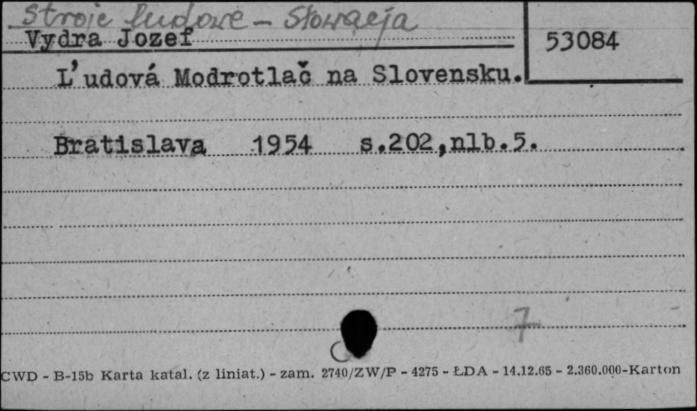 Stroje ludowe - Słowacja
Vydra Jozef
53084
L'udová Modrotlač na Slovensku.
Bratislava 1954 s.202,nlb.5.
7
CWD - B-15b Karta katal. (z liniat.) - zam. 2740/ZW/P - 4275 - ŁDA - 14.12.65 - 2.360.000-Karton